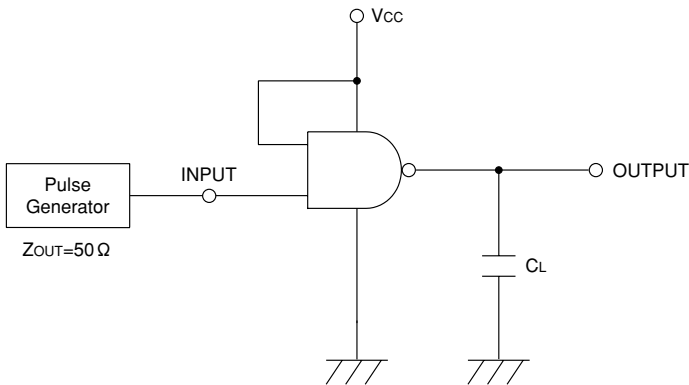 VCC
INPUT
Pulse
Generator
OUTPUT
ZOUT=50Ω
CL